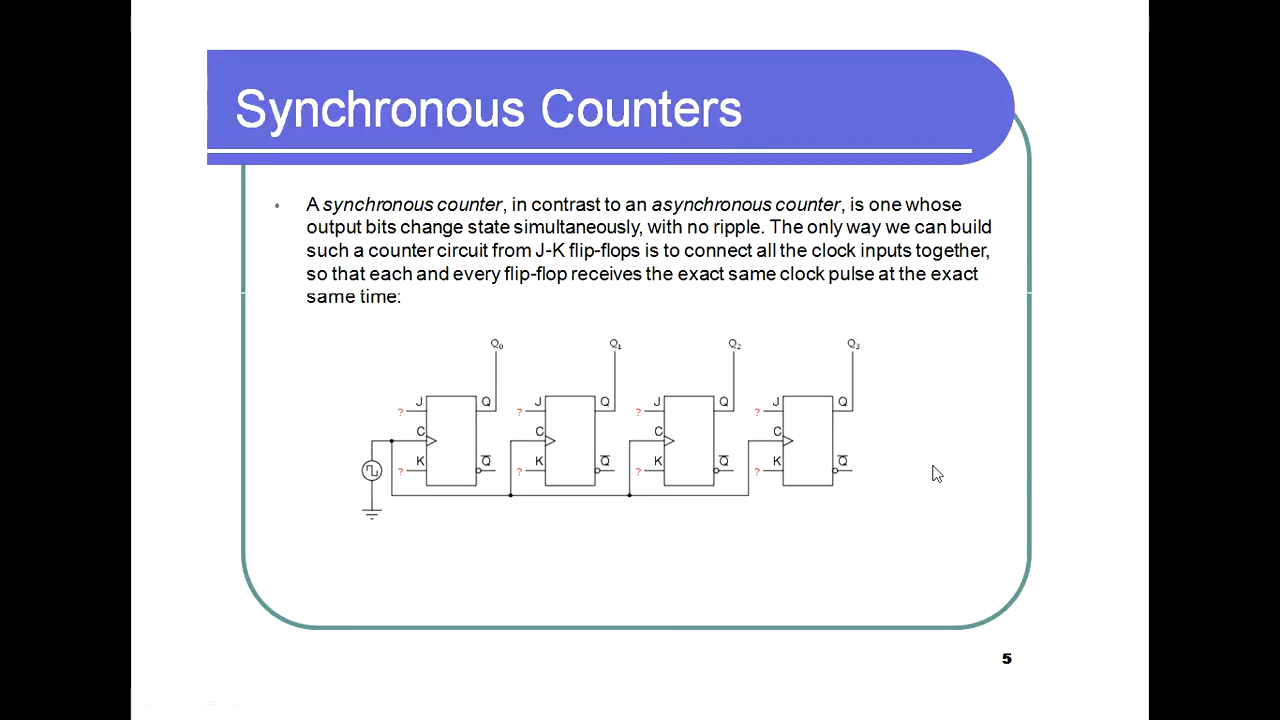 Synchronous Counters
• A synchronous counter, in contrast to an asynchronous counter, is one whose
output bits change state simultaneously, with no ripple. The only way we can build
such a counter circuit from J-K flip-flops is to connect all the clock inputs together,
so that each and every flip-flop receives the exact same clock pulse at the exact
same time:
Q0 Q1 Q2 Q3
J Q J Q J Q J Q
? ? ? ?
C C C C
K Q̅ K Q̅ K Q̅ K Q̅
? ? ? ?
5